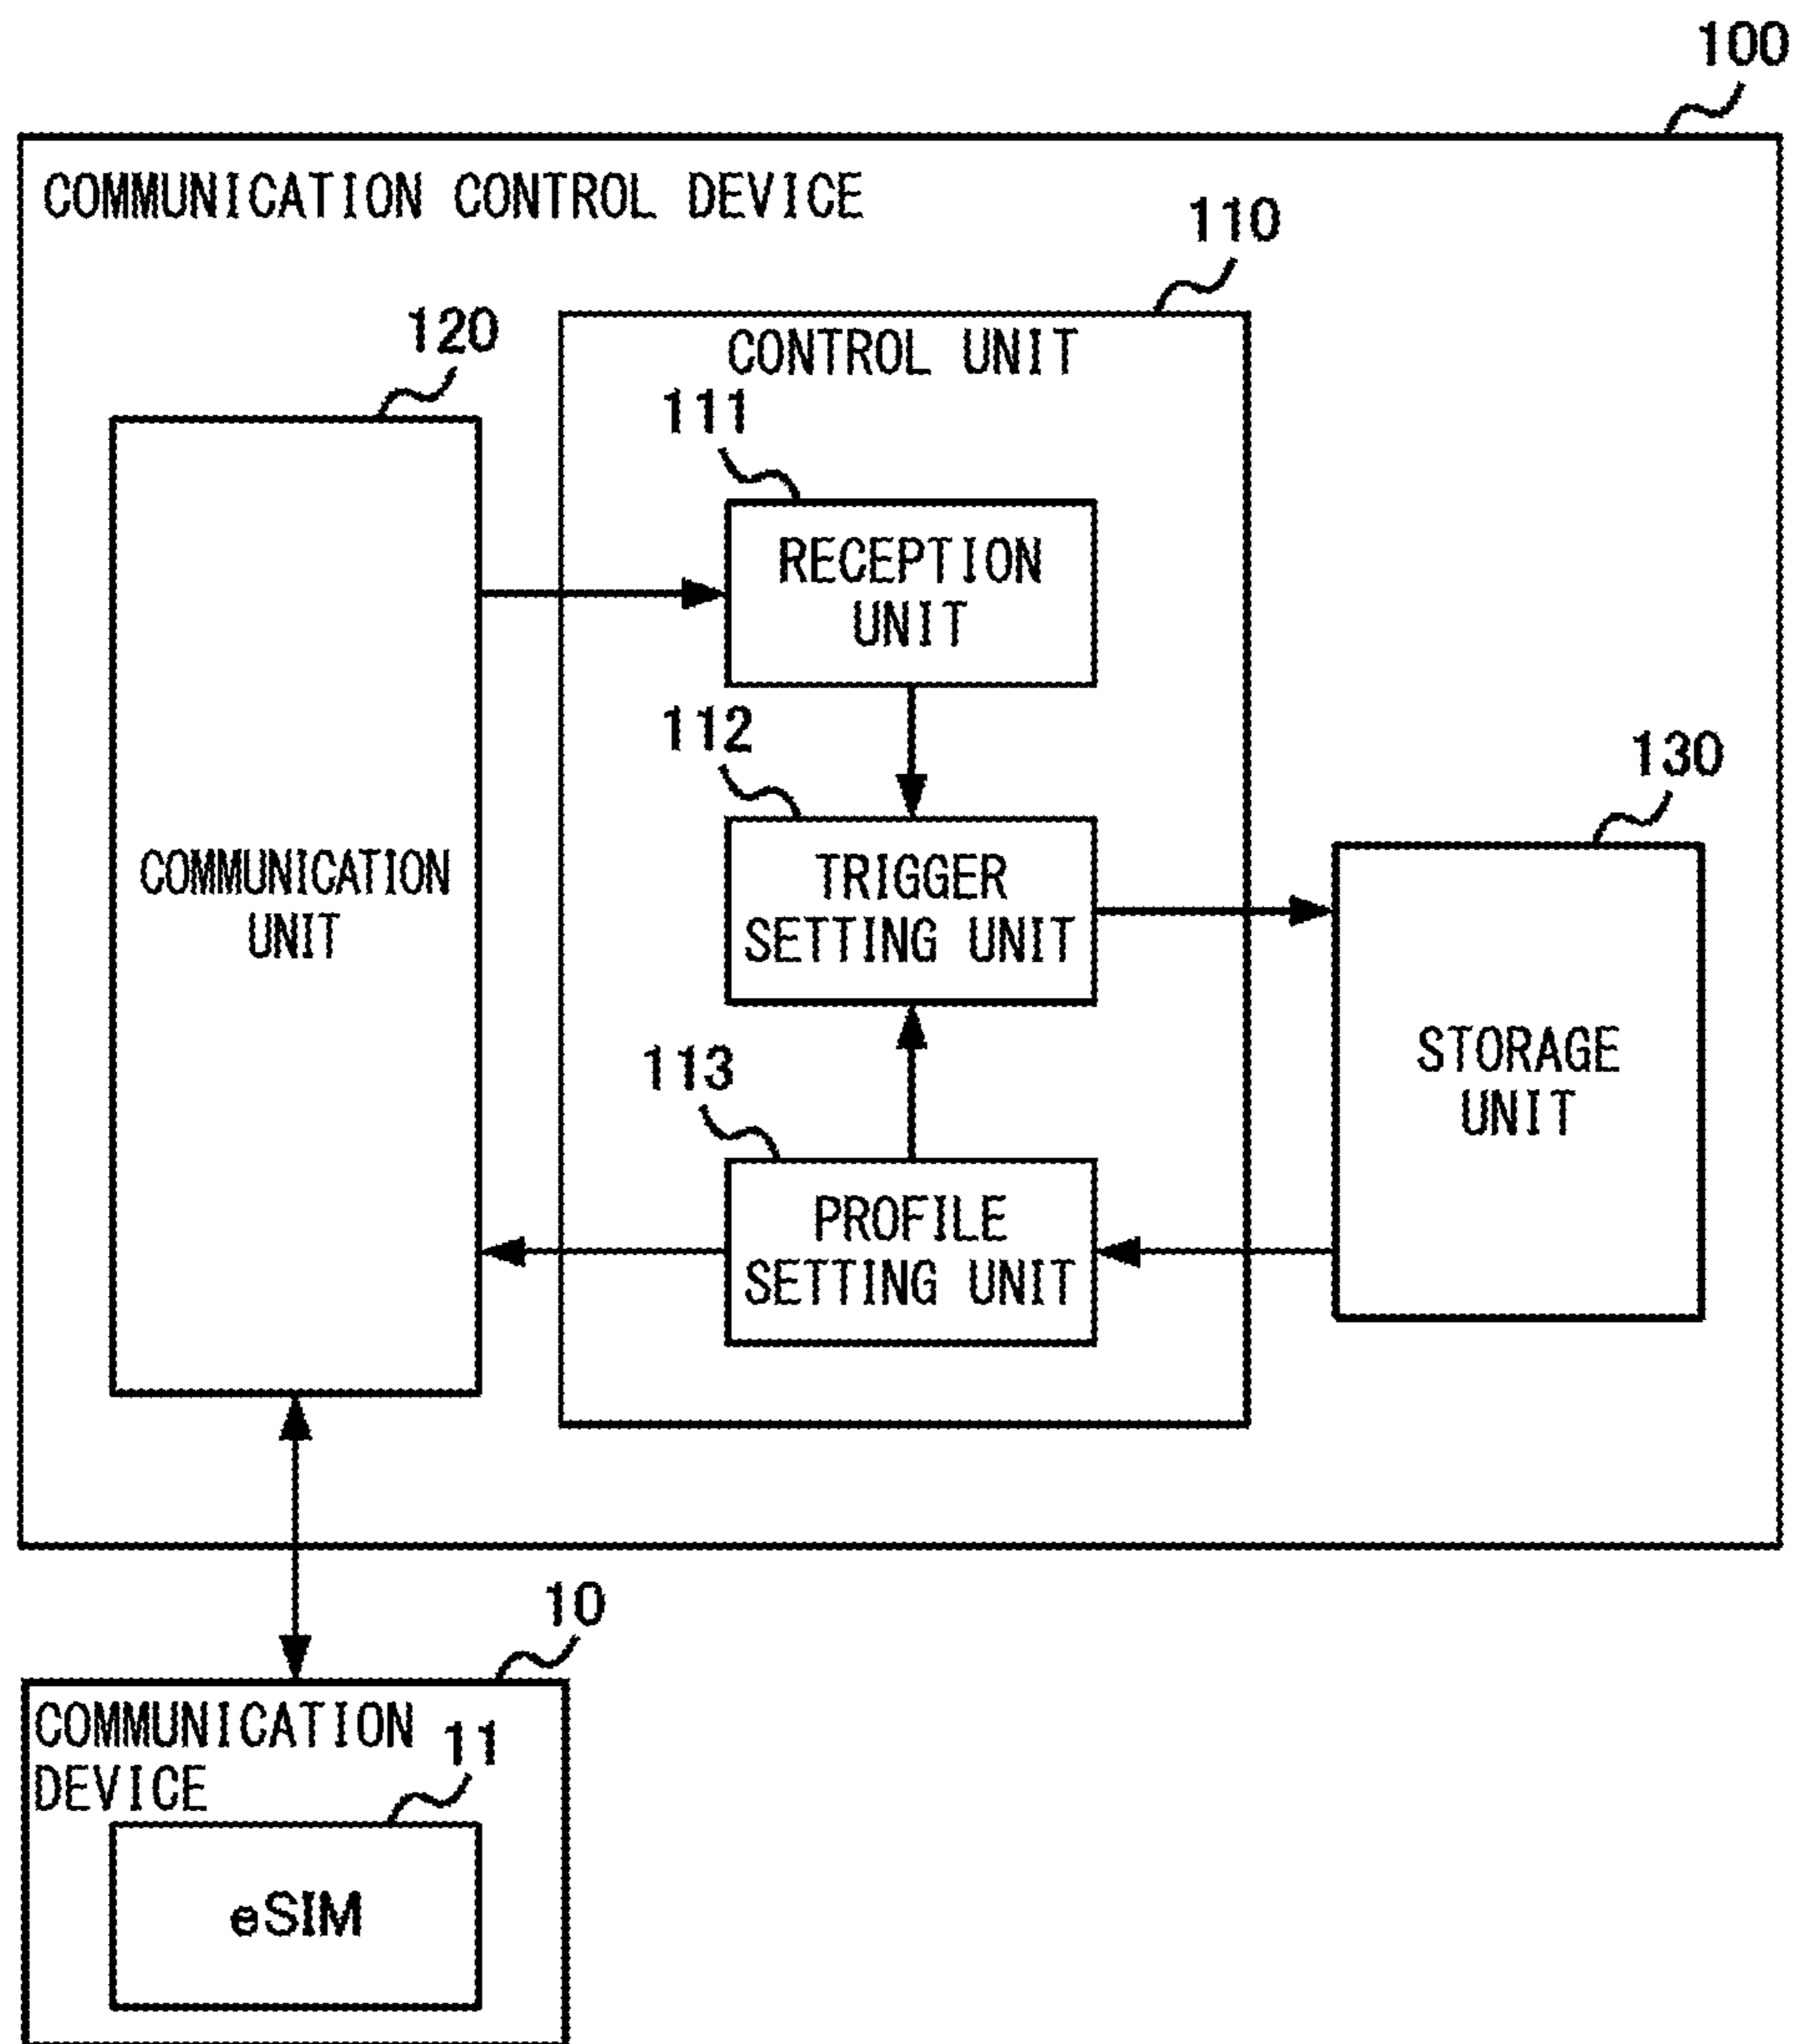 100
COMMUNICATION CONTROL DEVICE
110
120
CONTROL UNIT
111
RECEPTION
UNIT
112
130
COMMUNICATION
UNIT
TRIGGER
SETTING UNIT
STORAGE
UNIT
113
PROFILE
SETTING UNIT
10
COMMUNICATION
DEVICE
11
eSIM